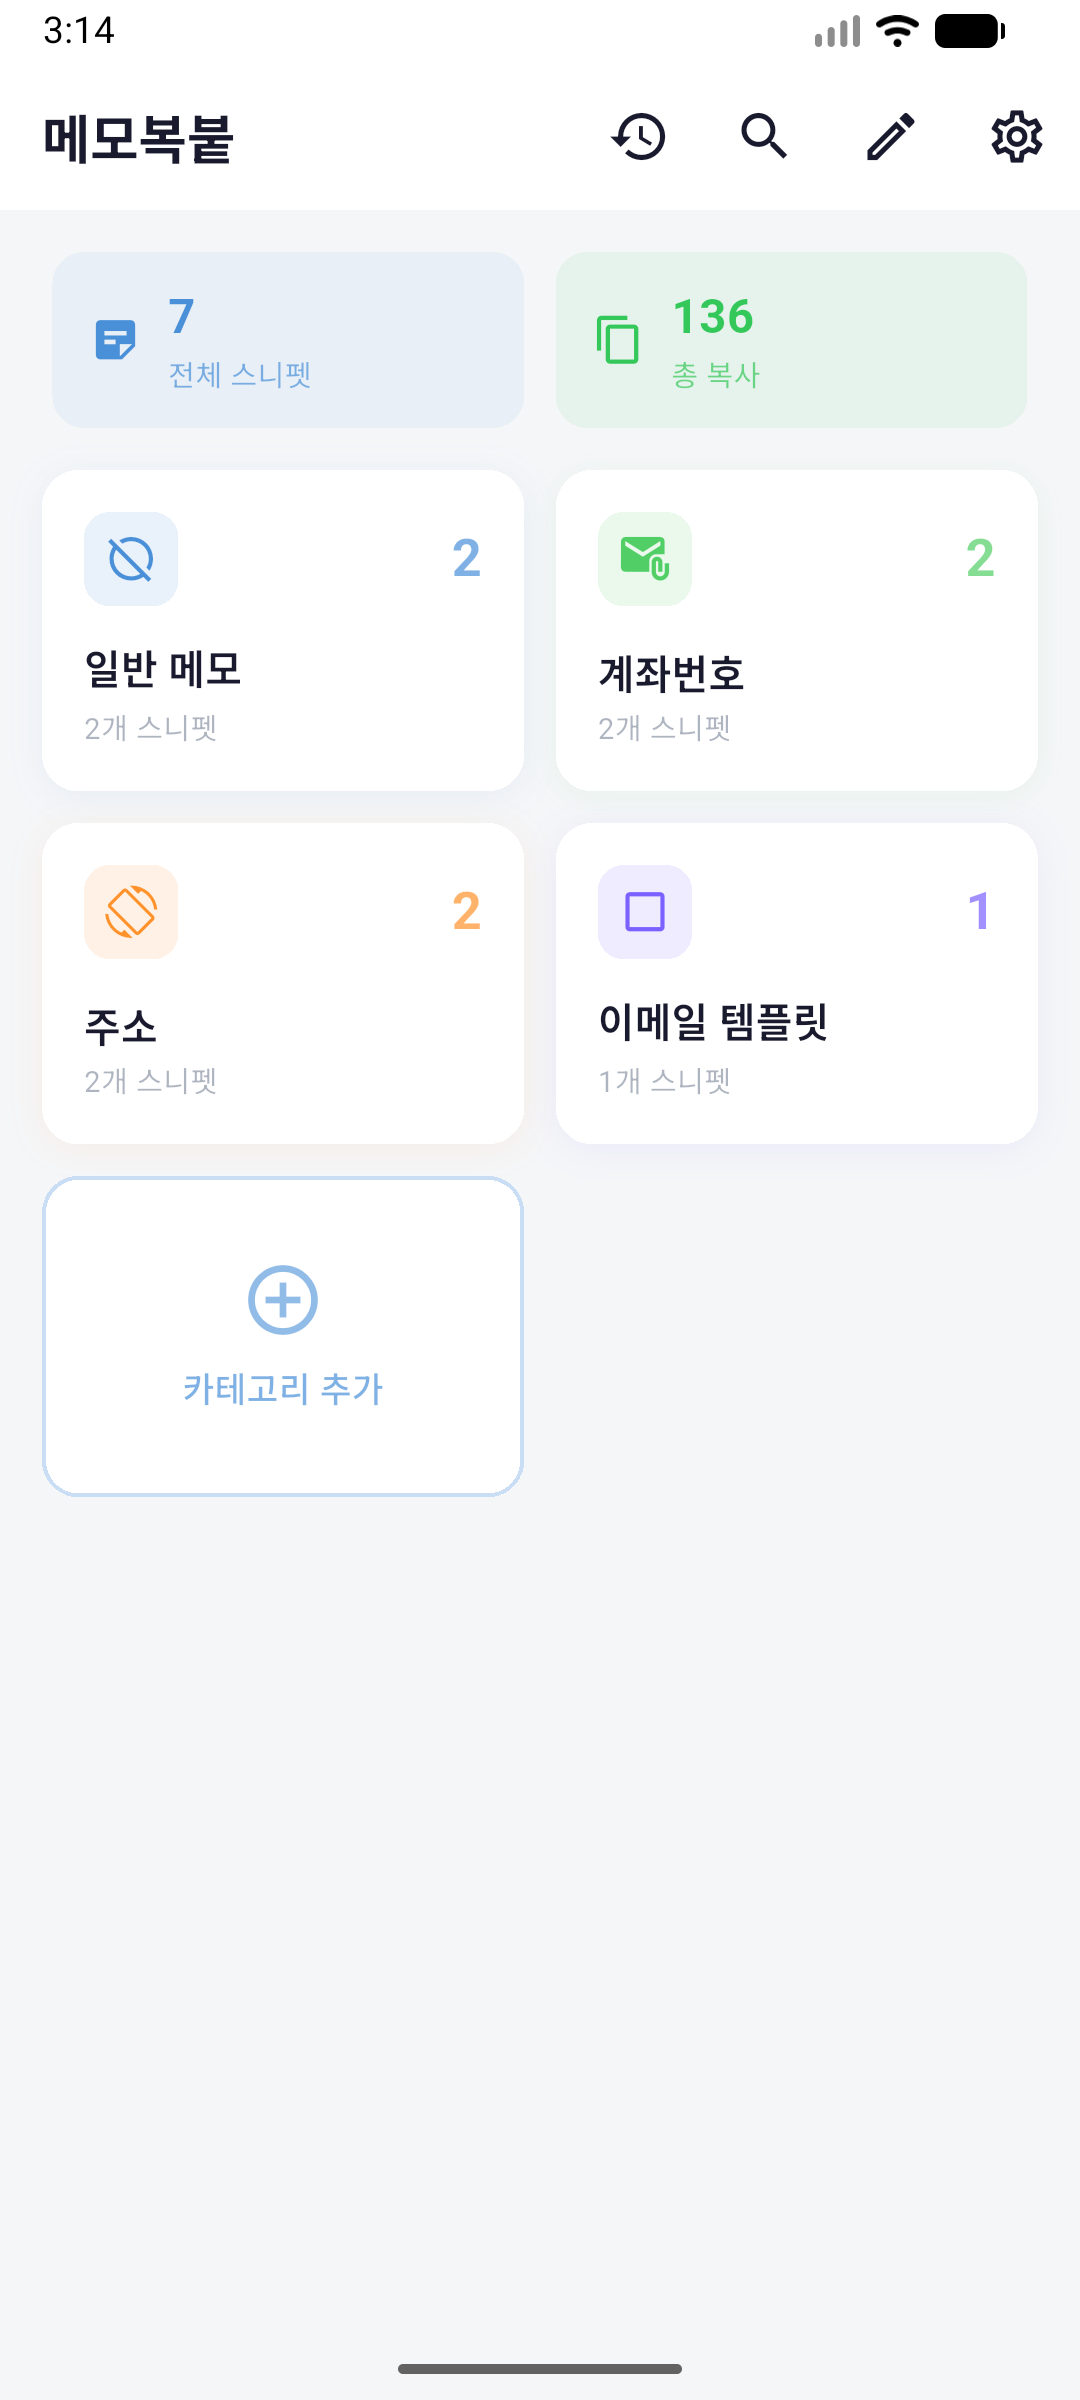 3:14
메모복붙
7
전체 스니펫
136
총 복사
2
일반 메모
2개 스니펫
2
계좌번호
2개 스니펫
2
주소
2개 스니펫
1
이메일 템플릿
1개 스니펫
카테고리 추가